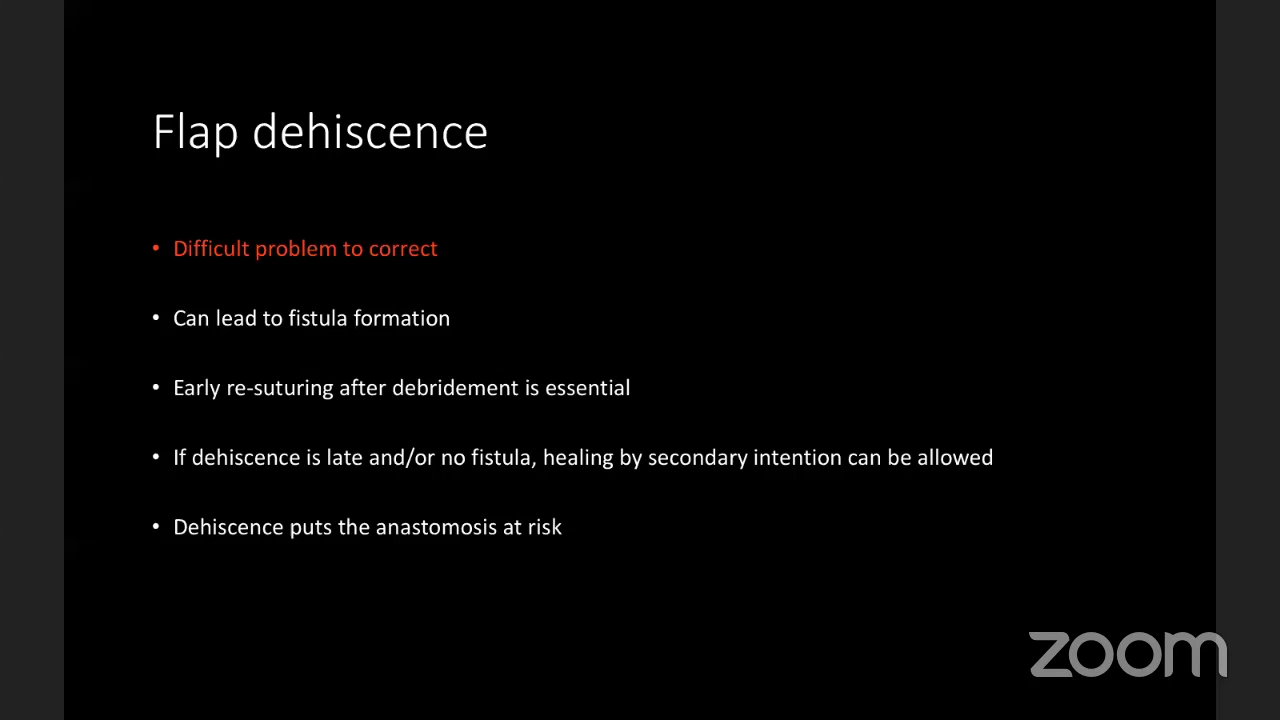 Flap dehiscence
• Difficult problem to correct
• Can lead to fistula formation
• Early re-suturing after debridement is essential
• If dehiscence is late and/or no fistula, healing by secondary intention can be allowed
• Dehiscence puts the anastomosis at risk
zoom